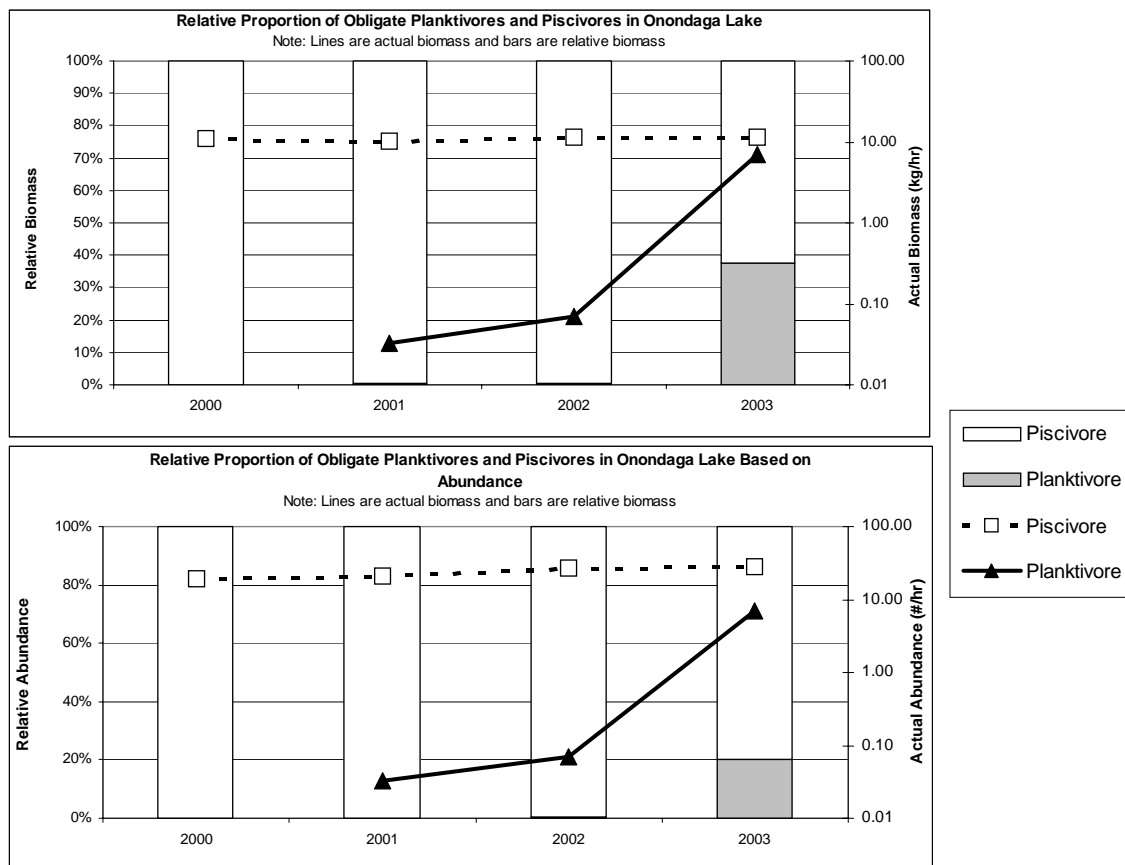 Relative Proportion of Obligate Planktivores and Piscivores in Onondaga Lake
Note: Lines are actual biomass and bars are relative biomass
Relative Biomass
100%
90%
80%
70%
60%
50%
40%
30%
20%
10%
0%
100.00
10.00
1.00
0.10
0.01
Actual Biomass (kg/hr)
2000 2001 2002 2003
Relative Proportion of Obligate Planktivores and Piscivores in Onondaga Lake Based on
Abundance
Note: Lines are actual biomass and bars are relative biomass
Relative Abundance
100%
80%
60%
40%
20%
0%
100.00
10.00
1.00
0.10
0.01
Actual Abundance (#/hr)
2000 2001 2002 2003
Piscivore
Planktivore
Piscivore
Planktivore